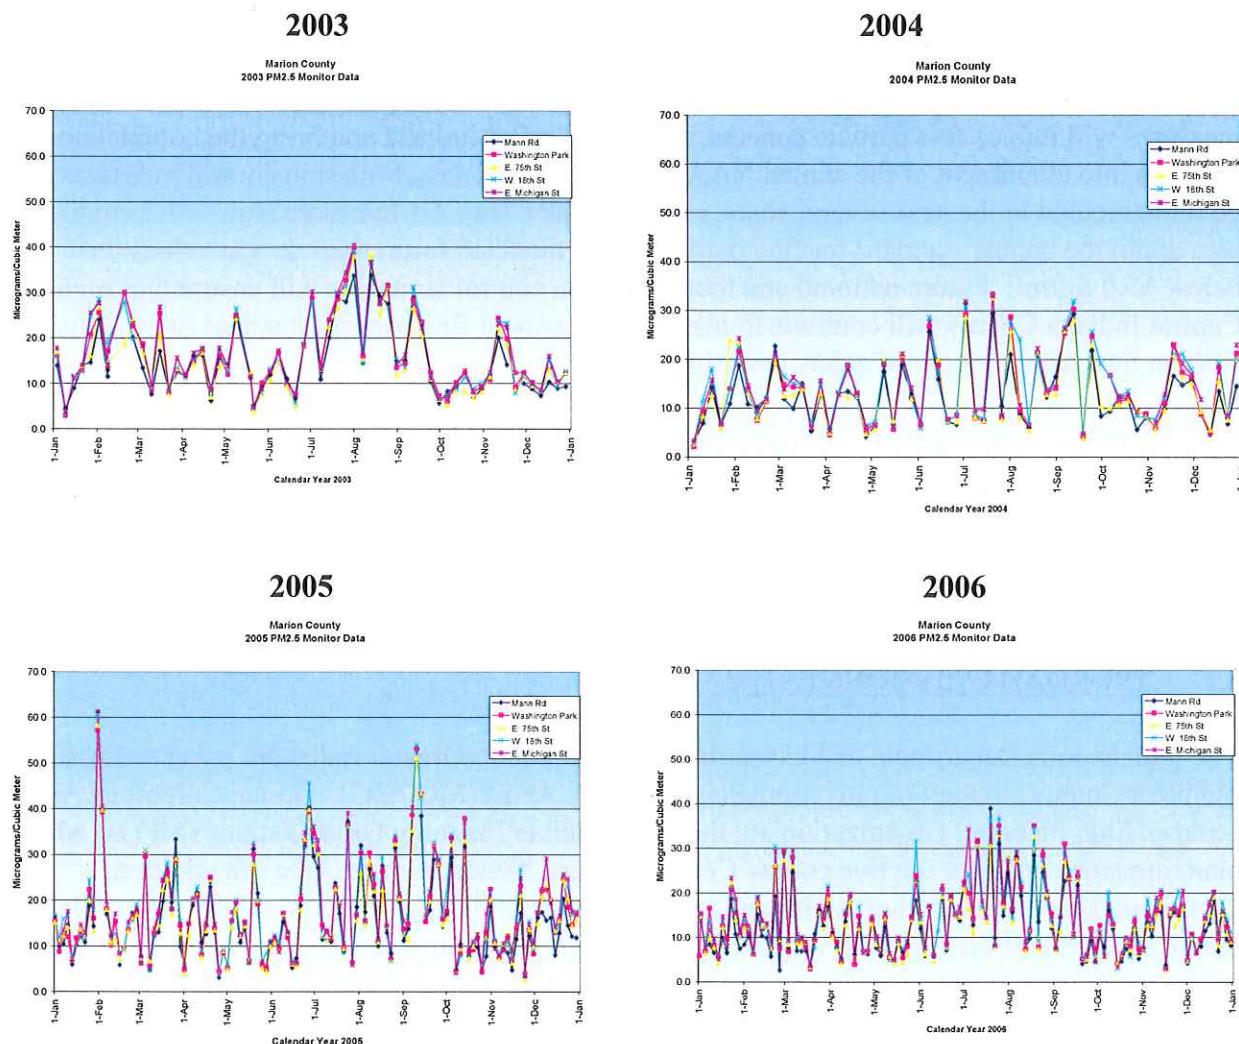 2003
Marion County
2003 PM2.5 Monitor Data
Micrograms/Cubic Meter
70.0
60.0
50.0
40.0
30.0
20.0
10.0
0.0
Mann Rd
Washington Park
E. 75th St
W. 18th St
E. Michigan St
1-Jan
1-Feb
1-Mar
1-Apr
1-May
1-Jun
1-Jul
1-Aug
1-Sep
1-Oct
1-Nov
1-Dec
1-Jan
Calendar Year 2003
2004
Marion County
2004 PM2.5 Monitor Data
Micrograms/Cubic Meter
70.0
60.0
50.0
40.0
30.0
20.0
10.0
0.0
Mann Rd
Washington Park
E. 75th St
W. 18th St
E. Michigan St
1-Jan
1-Feb
1-Mar
1-Apr
1-May
1-Jun
1-Jul
1-Aug
1-Sep
1-Oct
1-Nov
1-Dec
Calendar Year 2004
2005
Marion County
2005 PM2.5 Monitor Data
Micrograms/Cubic Meter
70.0
60.0
50.0
40.0
30.0
20.0
10.0
0.0
Mann Rd
Washington Park
E. 75th St
W. 18th St
E. Michigan St
1-Jan
1-Feb
1-Mar
1-Apr
1-May
1-Jun
1-Jul
1-Aug
1-Sep
1-Oct
1-Nov
1-Dec
1-Jan
Calendar Year 2005
2006
Marion County
2006 PM2.5 Monitor Data
Micrograms/Cubic Meter
70.0
60.0
50.0
40.0
30.0
20.0
10.0
0.0
Mann Rd
Washington Park
E. 75th St
W. 18th St
E. Michigan St
1-Jan
1-Feb
1-Mar
1-Apr
1-May
1-Jun
1-Jul
1-Aug
1-Sep
1-Oct
1-Nov
1-Dec
1-Jan
Calendar Year 2006